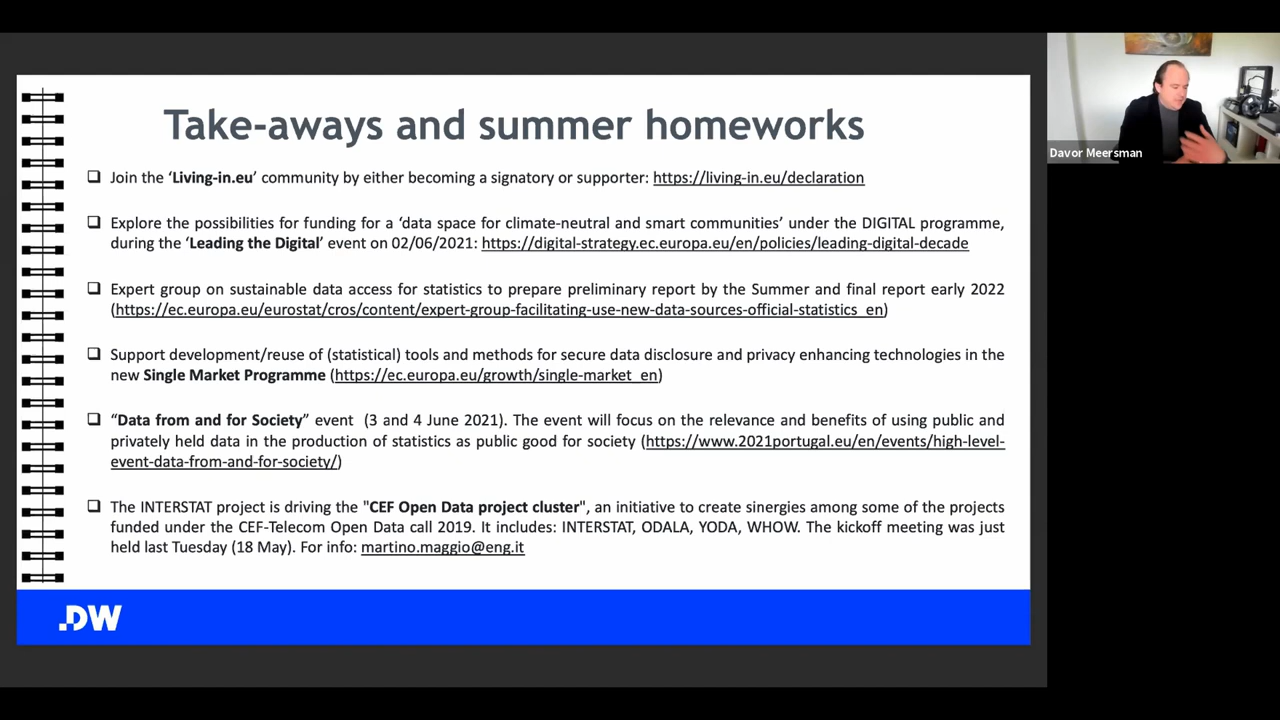 Take-aways and summer homeworks
Join the ‘Living-in.eu’ community by either becoming a signatory or supporter: https://living-in.eu/declaration
Explore the possibilities for funding for a ‘data space for climate-neutral and smart communities’ under the DIGITAL programme,
during the ‘Leading the Digital’ event on 02/06/2021: https://digital-strategy.ec.europa.eu/en/policies/leading-digital-decade
Expert group on sustainable data access for statistics to prepare preliminary report by the Summer and final report early 2022
(https://ec.europa.eu/eurostat/cros/content/expert-group-facilitating-use-new-data-sources-official-statistics_en)
Support development/reuse of (statistical) tools and methods for secure data disclosure and privacy enhancing technologies in the
new Single Market Programme (https://ec.europa.eu/growth/single-market_en)
“Data from and for Society” event (3 and 4 June 2021). The event will focus on the relevance and benefits of using public and
privately held data in the production of statistics as public good for society (https://www.2021portugal.eu/en/events/high-level-
event-data-from-and-for-society/)
The INTERSTAT project is driving the "CEF Open Data project cluster", an initiative to create sinergies among some of the projects
funded under the CEF-Telecom Open Data call 2019. It includes: INTERSTAT, ODALA, YODA, WHOW. The kickoff meeting was just
held last Tuesday (18 May). For info: martino.maggio@eng.it
.DW
Davor Meersman